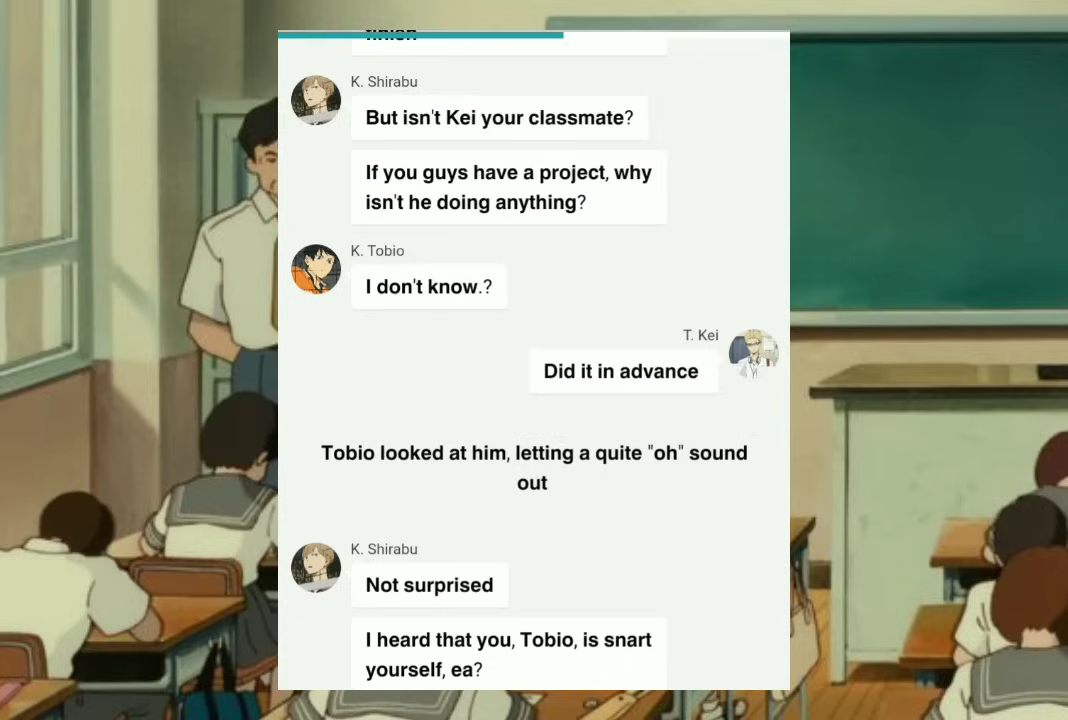 finish
K. Shirabu
But isn't Kei your classmate?
If you guys have a project, why
isn't he doing anything?
K. Tobio
I don't know.?
T. Kei
Did it in advance
Tobio looked at him, letting a quite "oh" sound
out
K. Shirabu
Not surprised
I heard that you, Tobio, is snart
yourself, ea?